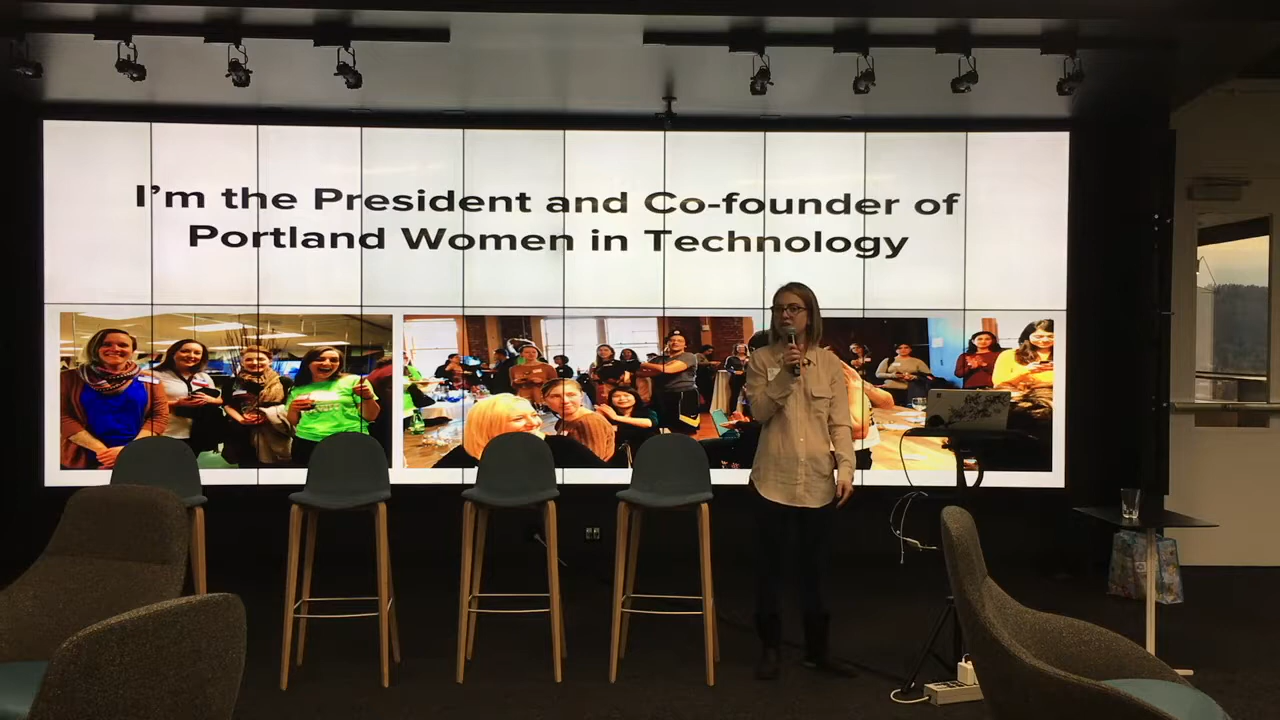 I'm the President and Co-founder of
Portland Women in Technology